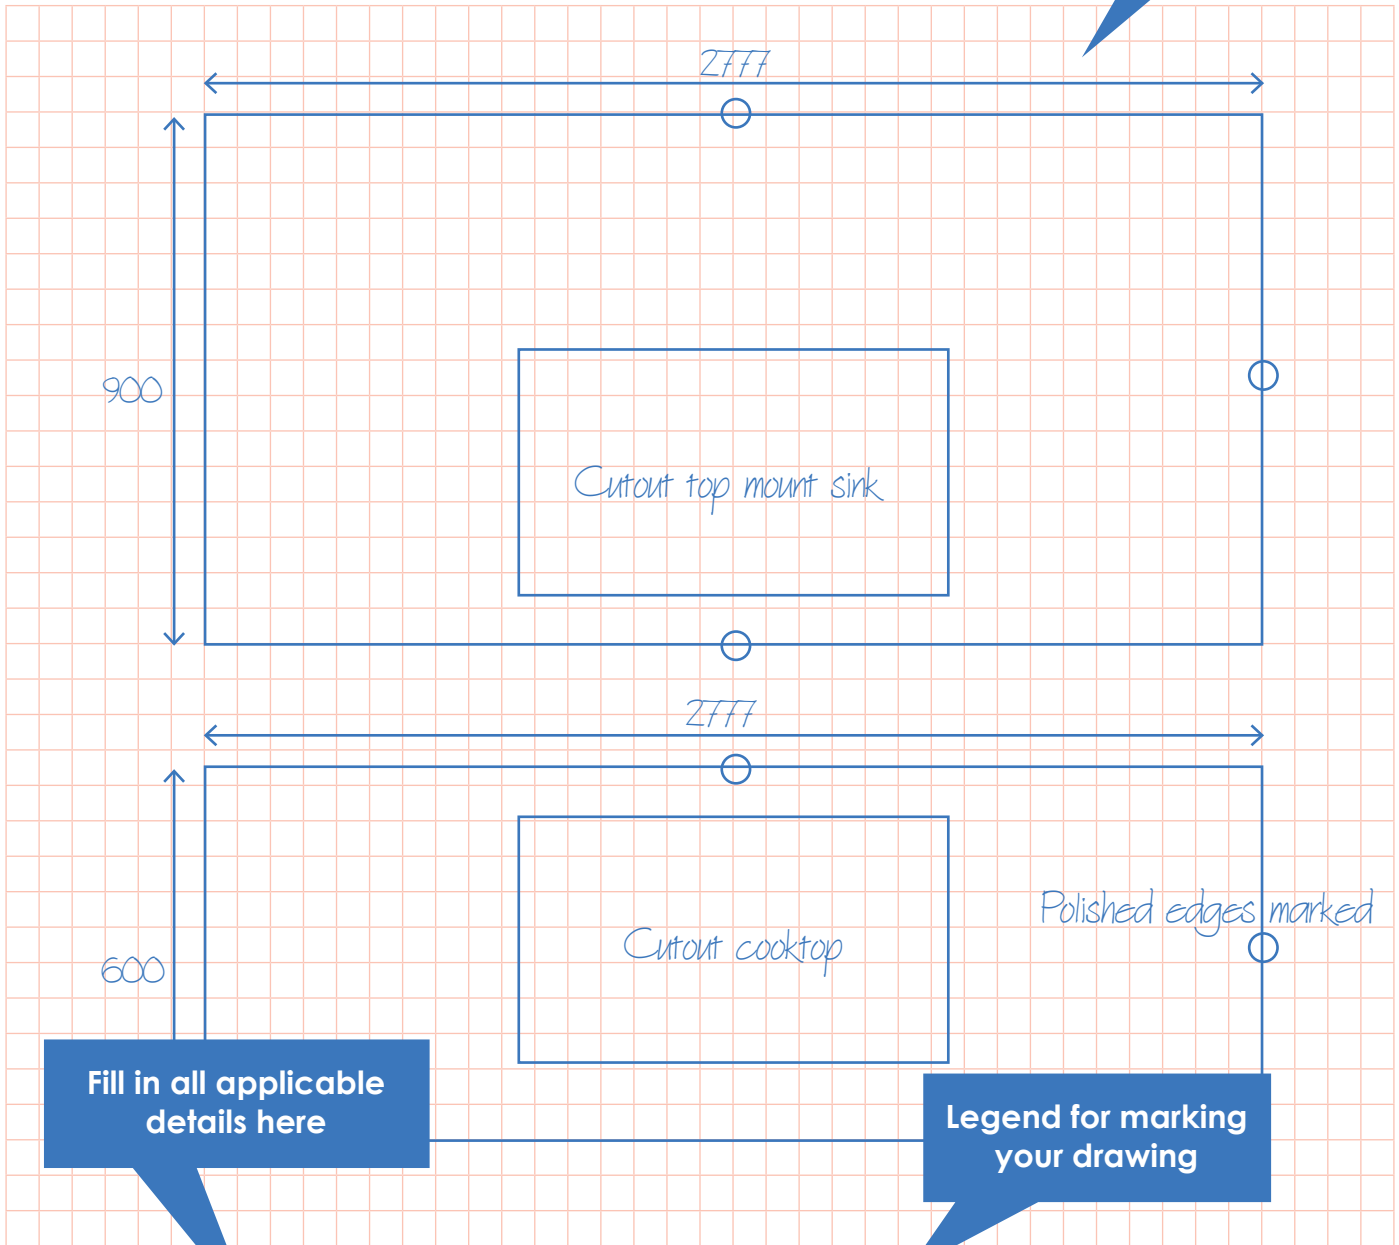 2777
900
Cutout top mount sink
2777
Polished edges marked
Cutout cooktop
600
Fill in all applicable
details here
Legend for marking
your drawing